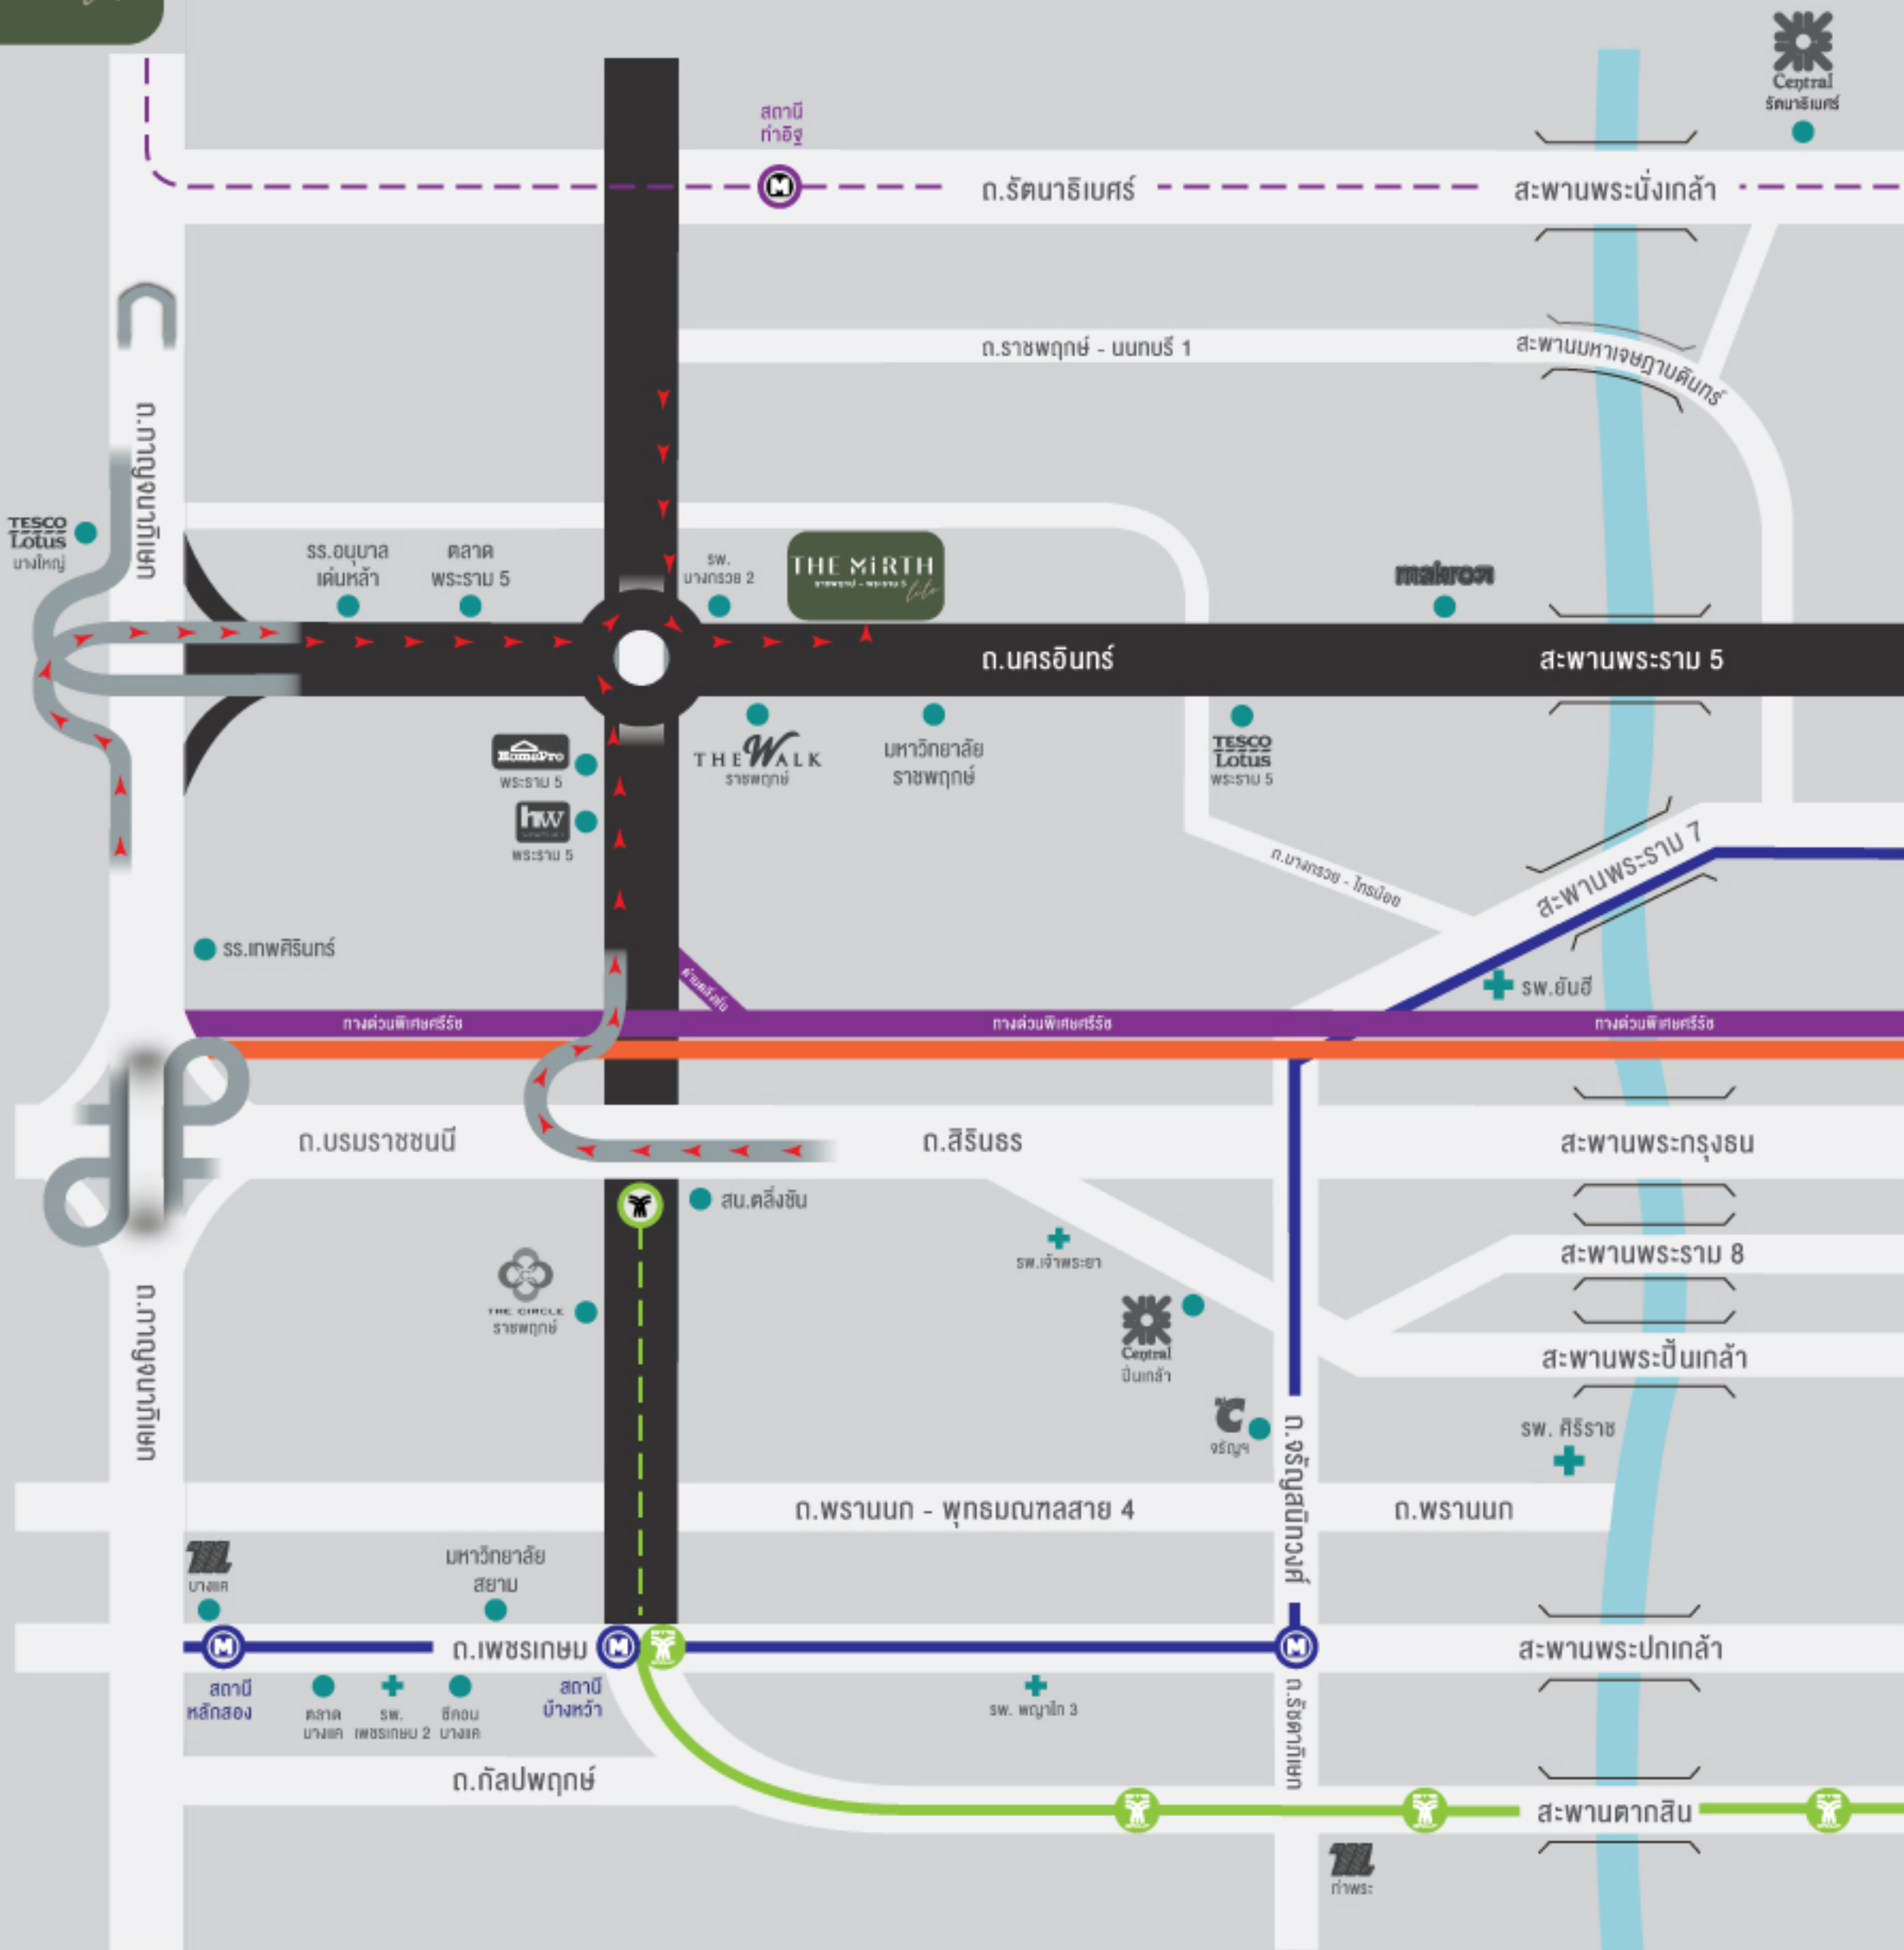 Central
รัตนาธิเบศร์
สถานี
ท่าอิฐ
ถ.รัตนาธิเบศร์
สะพานพระนั่งเกล้า
ถ.ราชพฤกษ์ - นนทบุรี 1
สะพานมหาเจษฎาบดินทร์
ถ.กาญจนาภิเษก
TESCO
Lotus
บางใหญ่
รร.อนุบาล
เด่นหล้า
ตลาด
พระราม 5
รพ.
บางกรวย 2
THE MiRTH
ราชพฤกษ์ - พระราม 5
lite
makro
ถ.นครอินทร์
สะพานพระราม 5
HomePro
พระราม 5
hw
พระราม 5
THE WALK
ราชพฤกษ์
มหาวิทยาลัย
ราชพฤกษ์
TESCO
Lotus
พระราม 5
ถ.บางกรวย - ไทรน้อย
สะพานพระราม 7
รร.เทพศิรินทร์
ด่านตลิ่งชัน
รพ.ยันฮี
ทางด่วนพิเศษศรีรัช
ทางด่วนพิเศษศรีรัช
ทางด่วนพิเศษศรีรัช
ถ.บรมราชชนนี
ถ.สิรินธร
สะพานพระกรุงธน
สน.ตลิ่งชัน
รพ.เจ้าพระยา
สะพานพระราม 8
THE CIRCLE
ราชพฤกษ์
Central
ปิ่นเกล้า
สะพานพระปิ่นเกล้า
ถ.กาญจนาภิเษก
จรัญฯ
รพ. ศิริราช
ถ.จรัญสนิทวงศ์
ถ.พรานนก - พุทธมณฑลสาย 4
ถ.พรานนก
บางแค
มหาวิทยาลัย
สยาม
M
ถ.เพชรเกษม
M
M
สะพานพระปกเกล้า
สถานี
หลักสอง
ตลาด
บางแค
รพ.
เพชรเกษม 2
ซีคอน
บางแค
สถานี
บางหว้า
รพ. พญาไท 3
ถ.รัชดาภิเษก
ถ.กัลปพฤกษ์
สะพานตากสิน
ท่าพระ